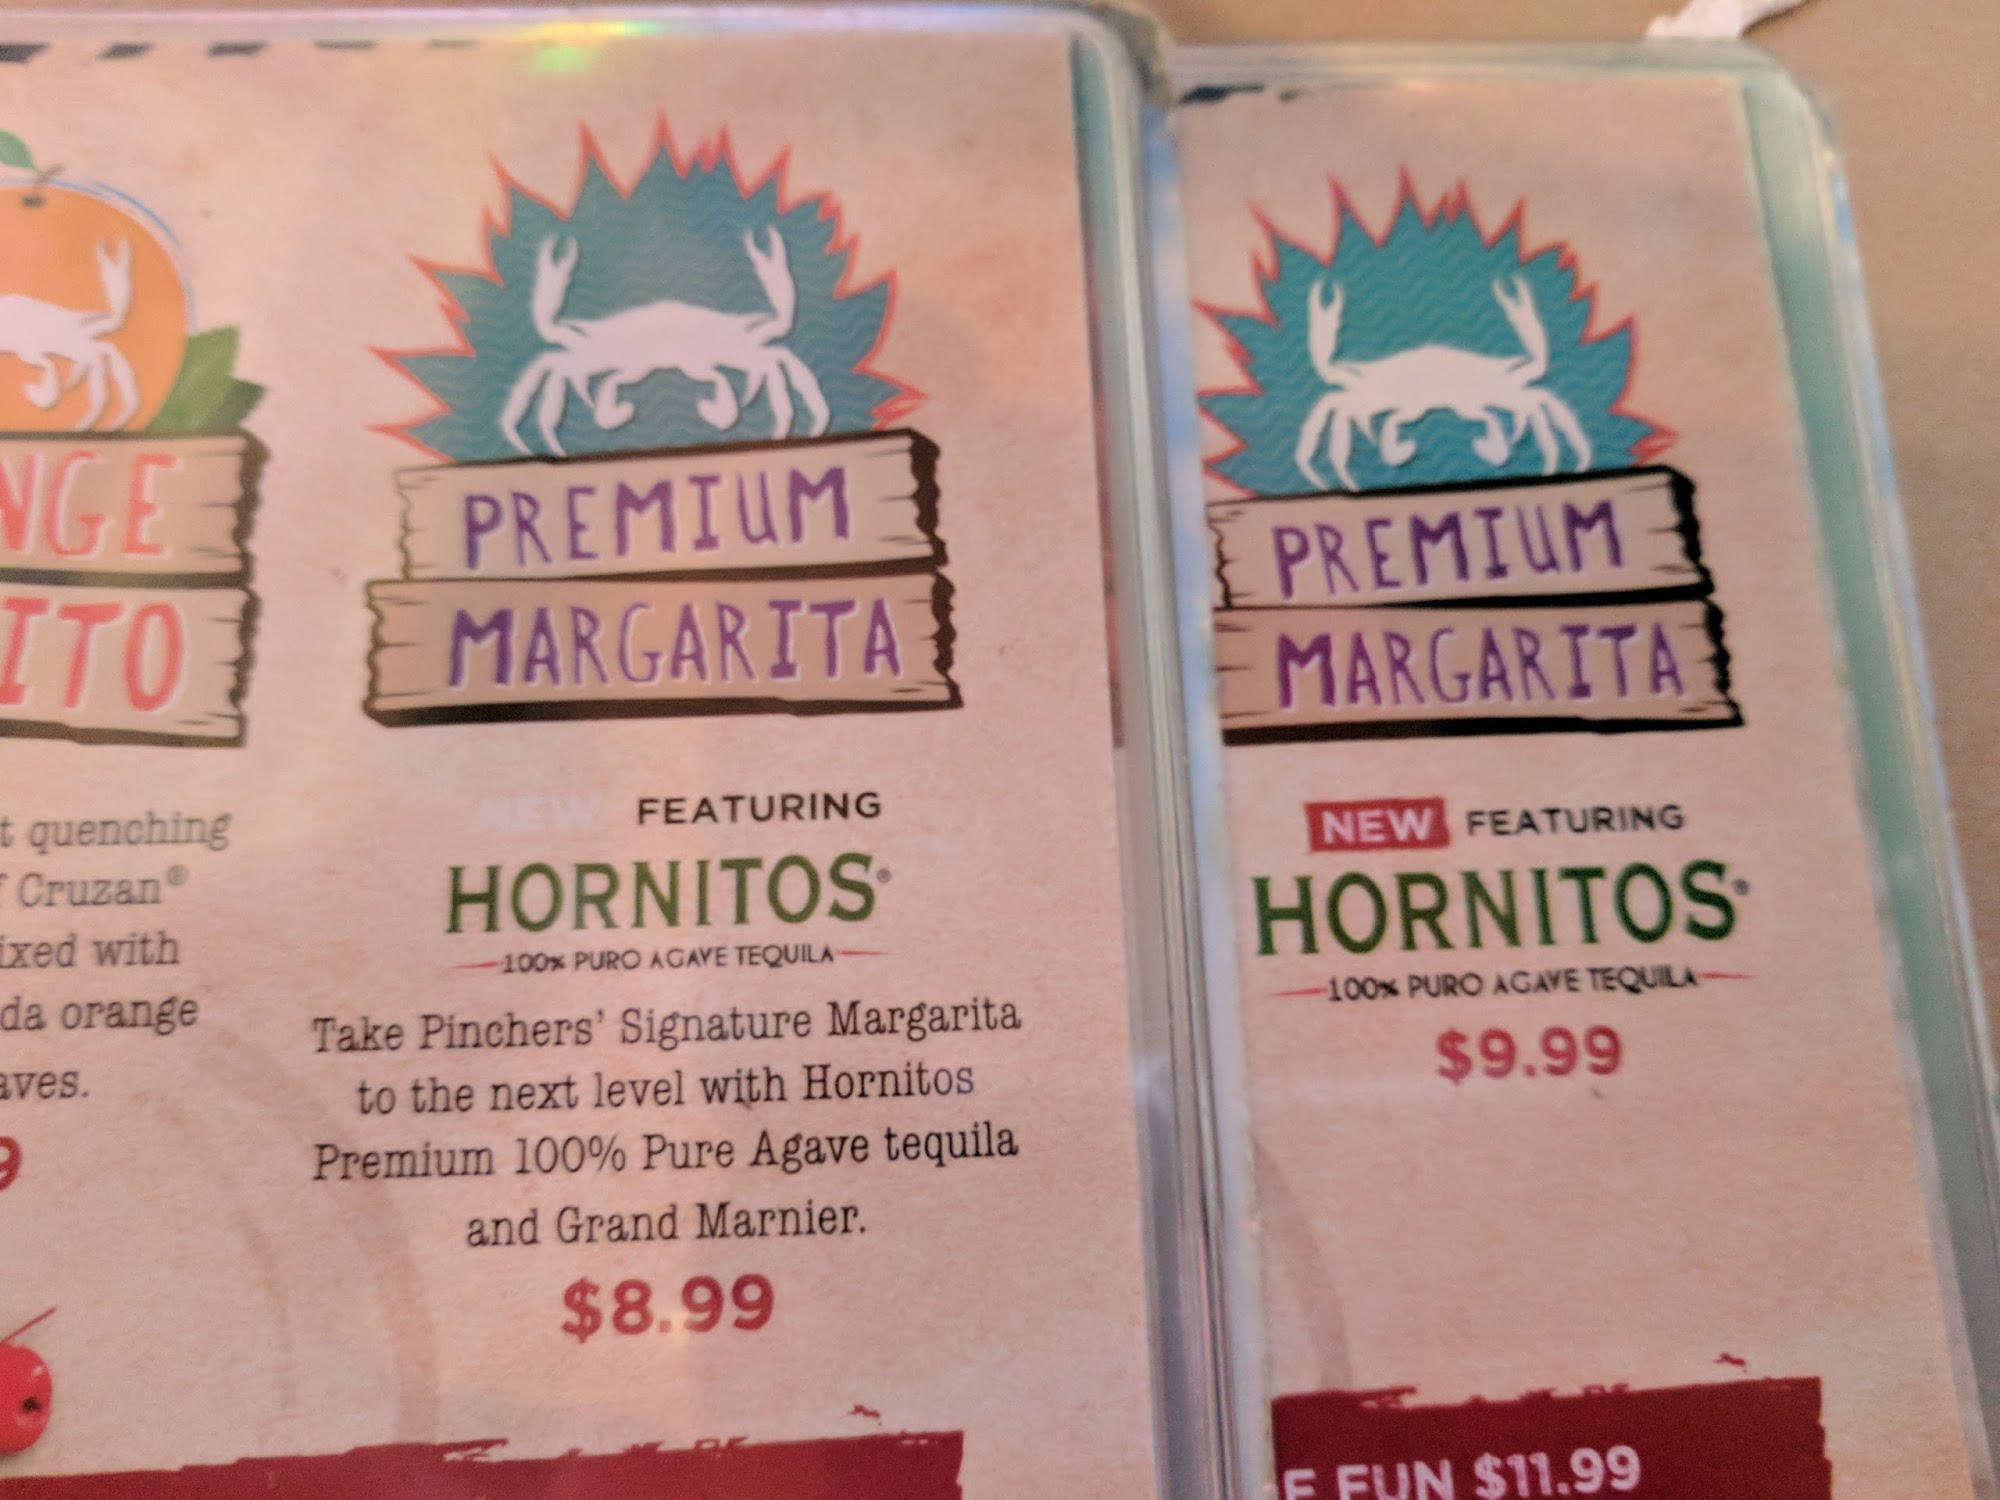 NGE
ITO
t quenching
f Cruzan®
ixed with
da orange
aves.
9
PREMIUM
MARGARITA
NEW FEATURING
HORNITOS®
100% PURO AGAVE TEQUILA
Take Pinchers' Signature Margarita
to the next level with Hornitos
Premium 100% Pure Agave tequila
and Grand Marnier.
$8.99
PREMIUM
MARGARITA
NEW FEATURING
HORNITOS®
100% PURO AGAVE TEQUILA
$9.99
E FUN $11.99